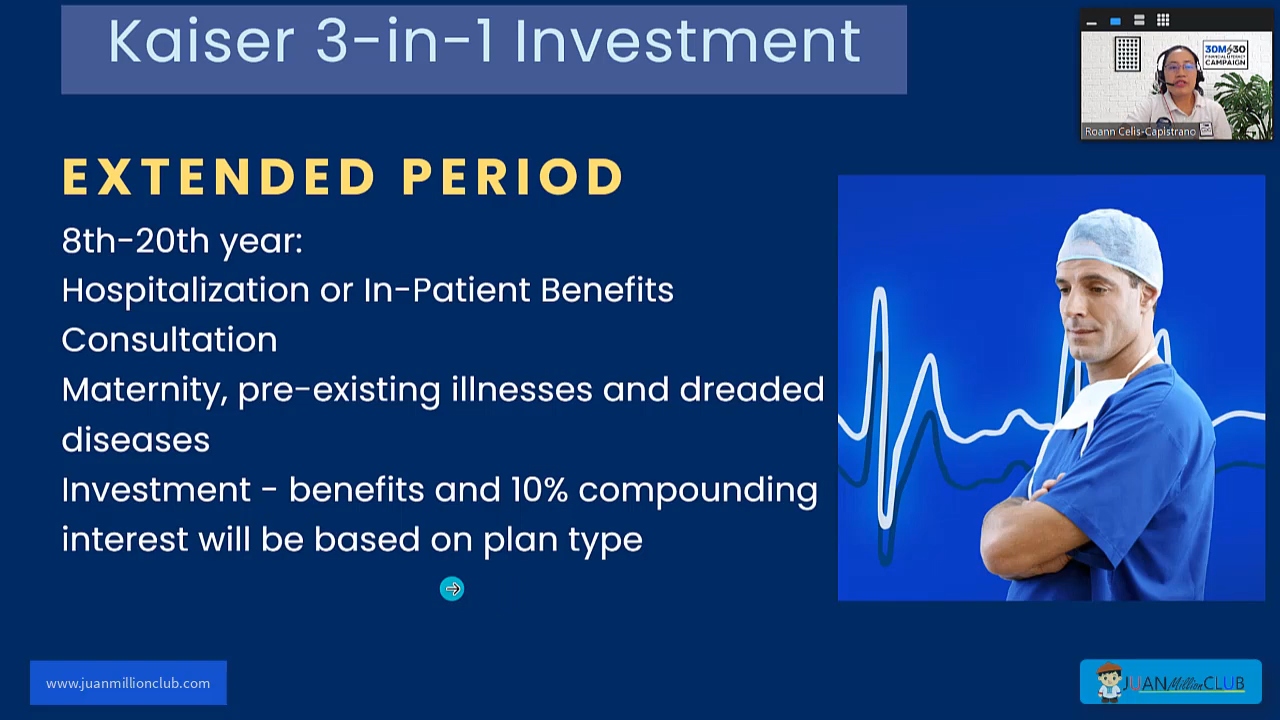 Kaiser 3-in-1 Investment
EXTENDED PERIOD
8th-20th year:
Hospitalization or In-Patient Benefits
Consultation
Maternity, pre-existing illnesses and dreaded
diseases
Investment - benefits and 10% compounding
interest will be based on plan type
30M by 30
FINANCIAL LITERACY
CAMPAIGN
Roann Celis-Capistrano
www.juanmillionclub.com
JUAN Million CLUB